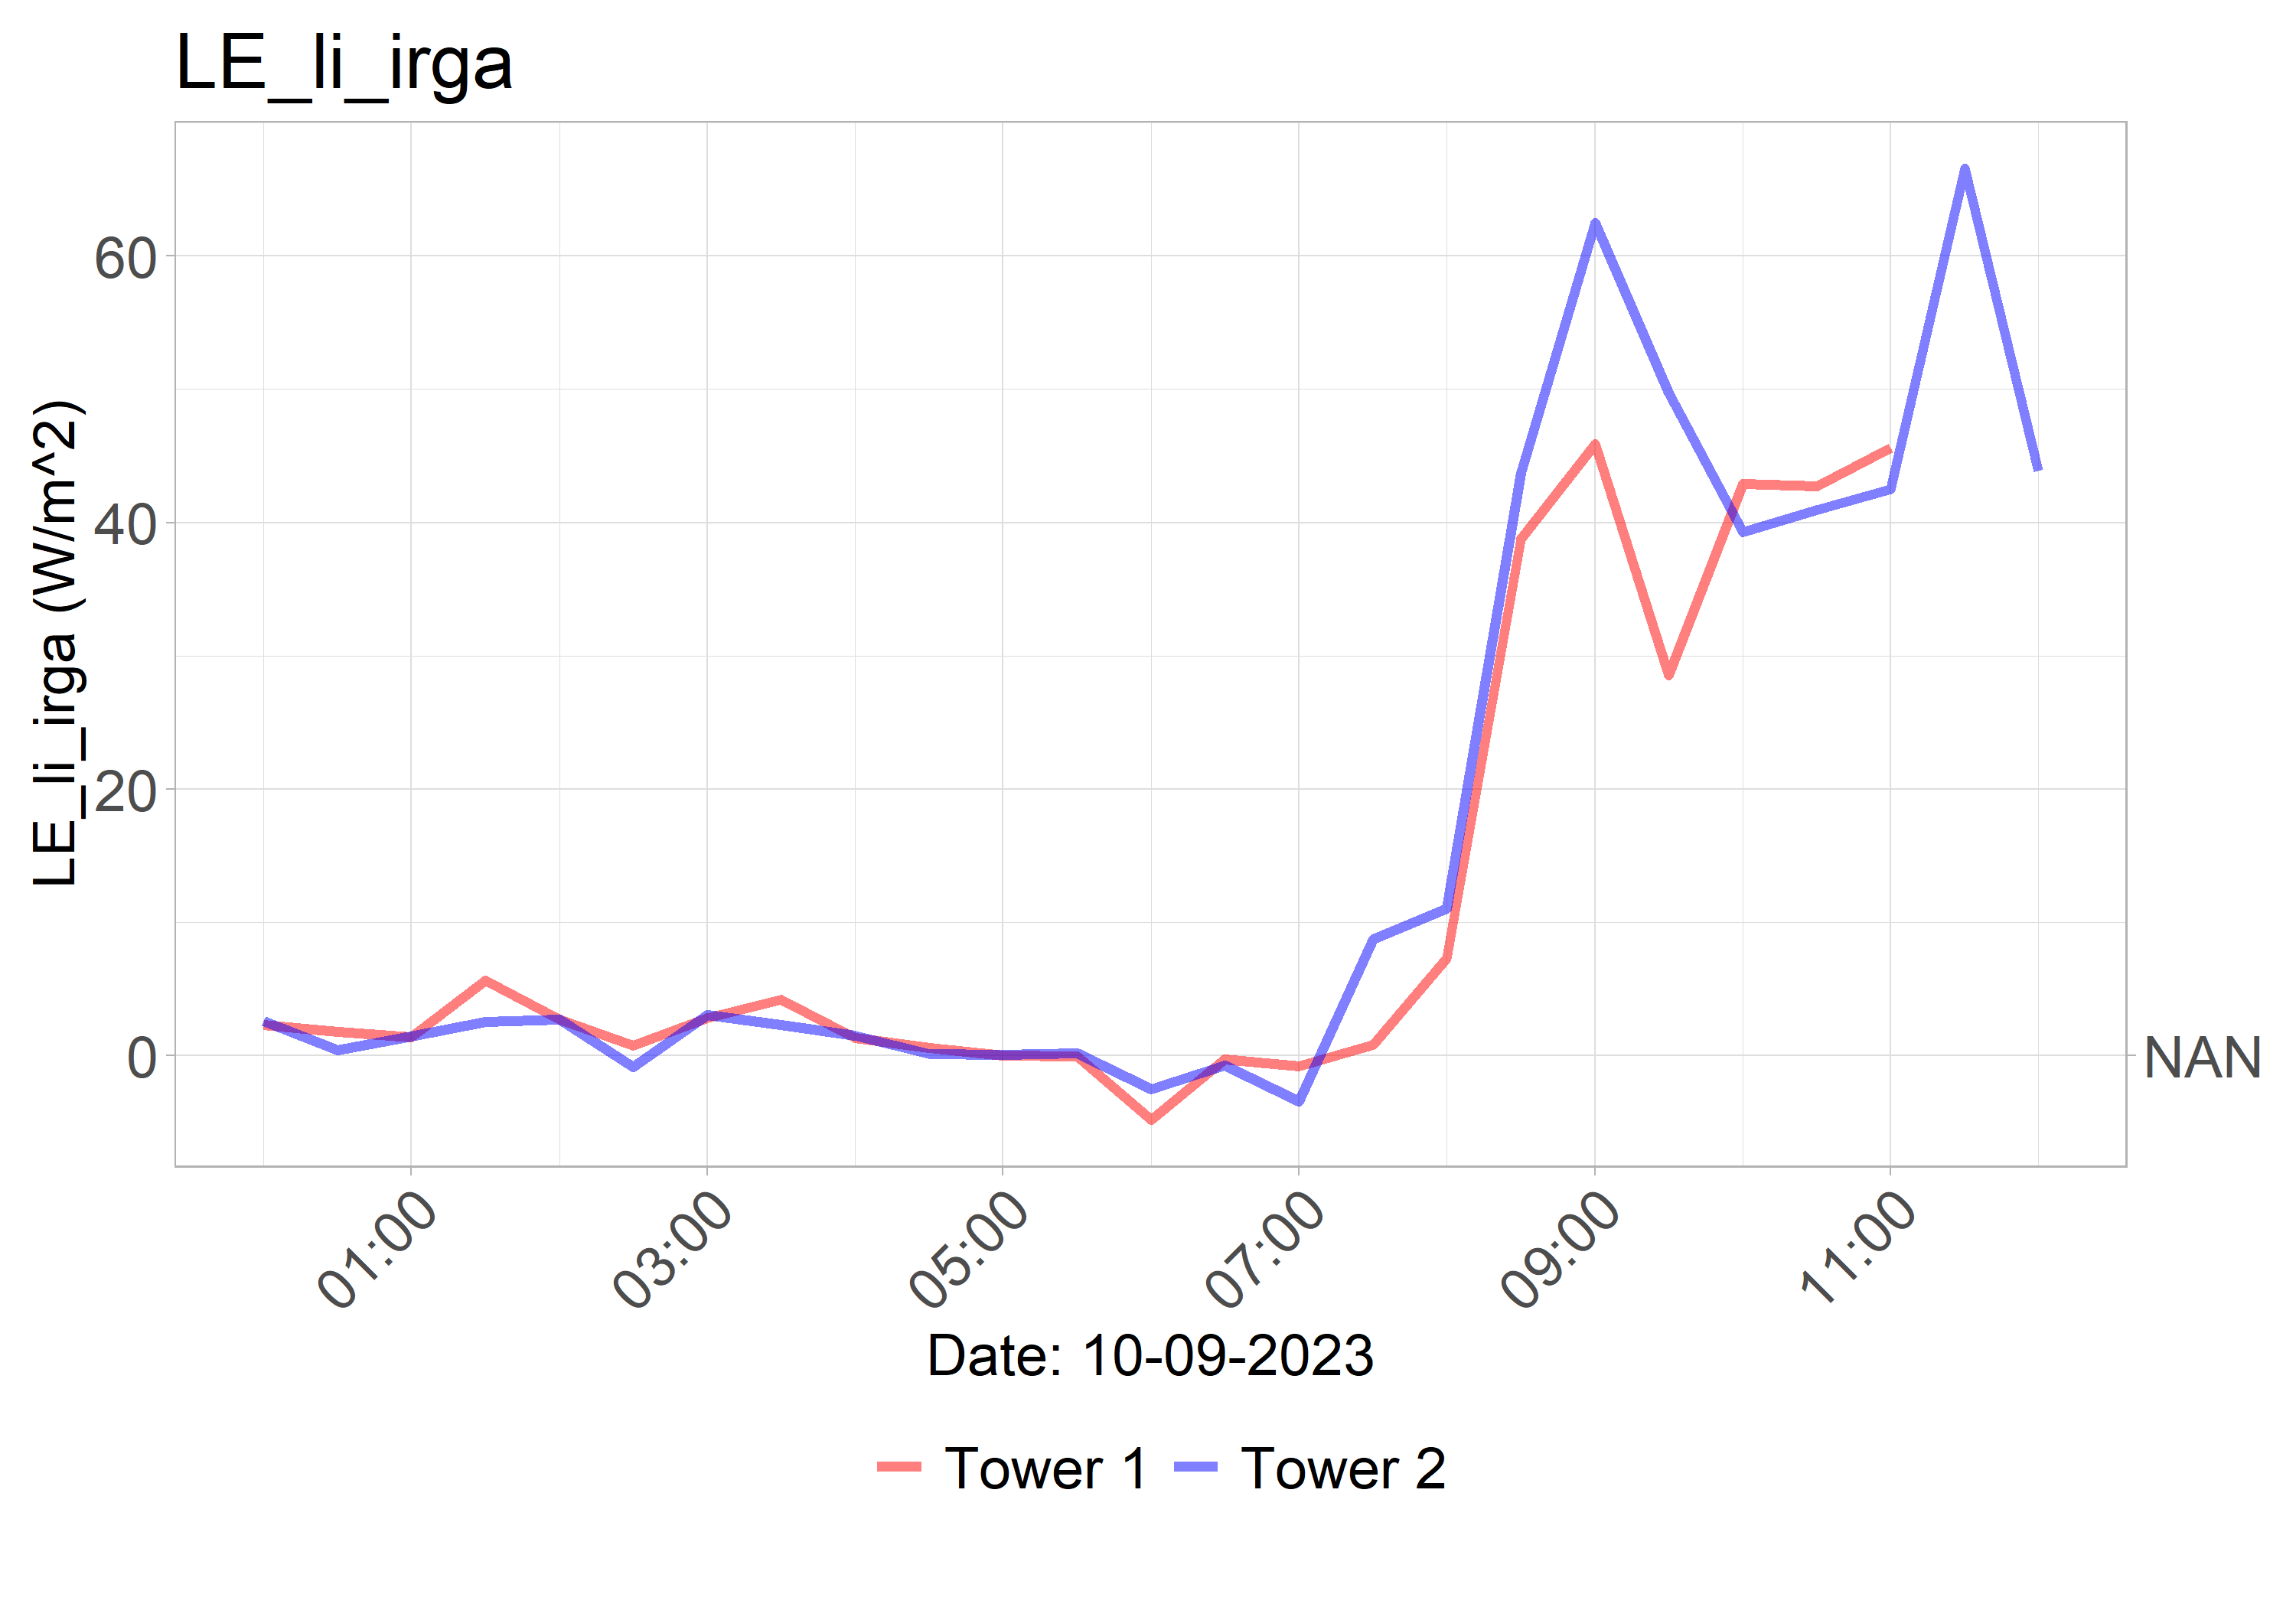 LE_li_irga
LE_li_irga (W/m^2)
60
40
20
0
NAN
01:00 03:00 05:00 07:00 09:00 11:00
Date: 10-09-2023
Tower 1 Tower 2